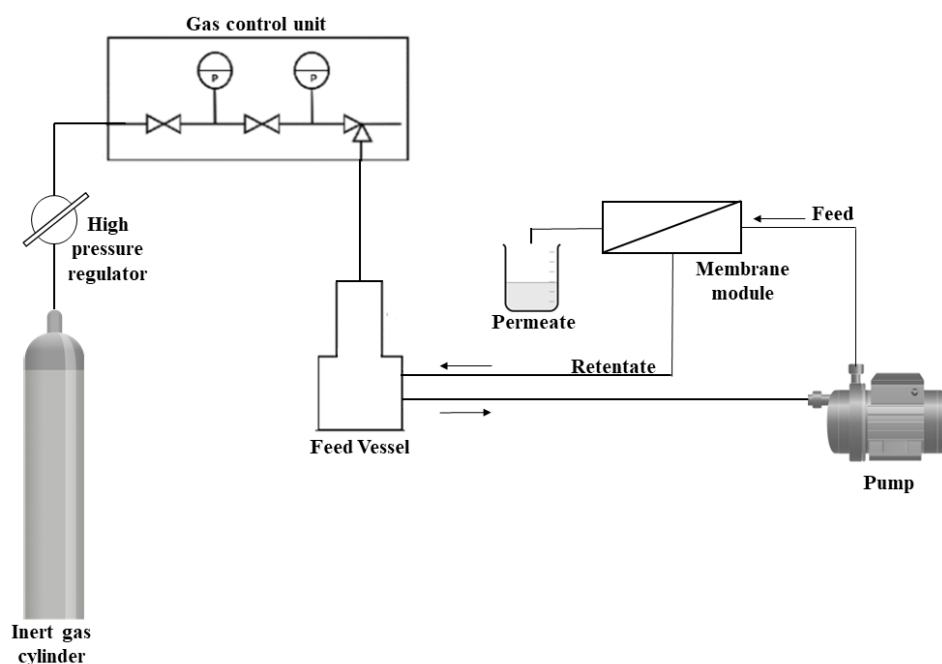 Gas control unit
P
P
High
pressure
regulator
Feed
Membrane
module
Permeate
Retentate
Feed Vessel
Pump
Inert gas
cylinder